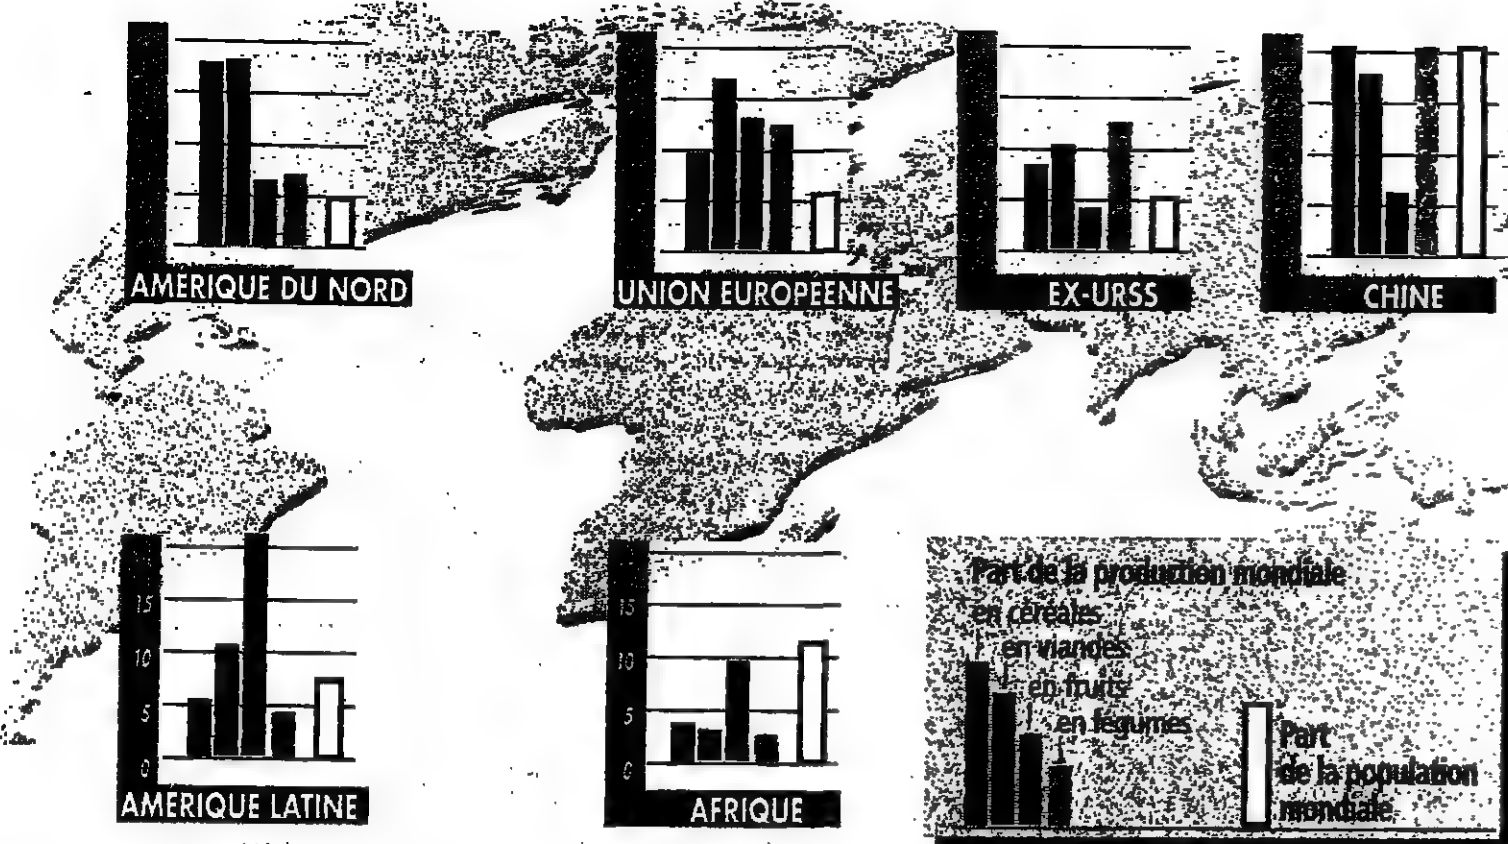 AMÉRIQUE DU NORD
UNION EUROPÉENNE
EX-URSS
CHINE
15
10
5
0
AMÉRIQUE LATINE
15
10
5
0
AFRIQUE
Part de la production mondiale
en céréales
en viandes
en fruits
en légumes
Part
de la population
mondiale